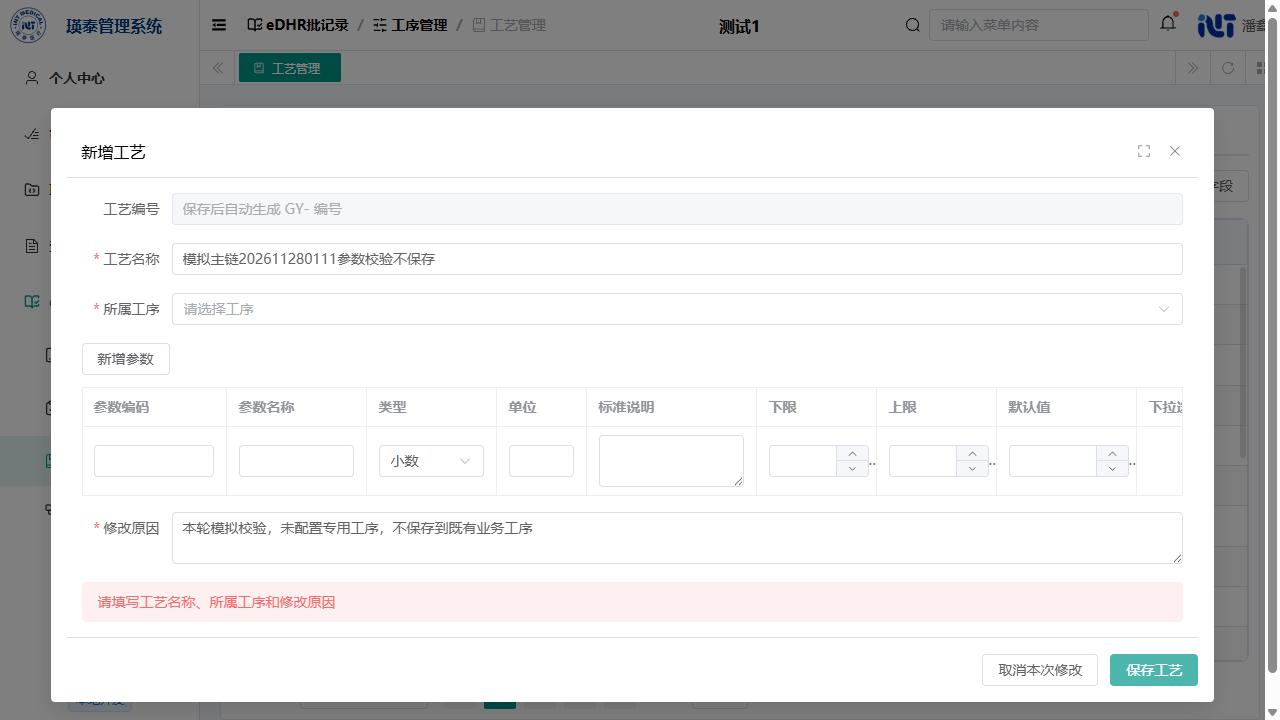 瑛泰管理系统
eDHR批记录 / 工序管理 / 工艺管理
测试1
请输入菜单内容
个人中心
工艺管理
字段
新增工艺
工艺编号
保存后自动生成 GY- 编号
* 工艺名称
模拟主链202611280111参数校验不保存
* 所属工序
请选择工序
新增参数
参数编码 参数名称 类型 单位 标准说明 下限 上限 默认值
小数
* 修改原因
本轮模拟校验，未配置专用工序，不保存到既有业务工序
请填写工艺名称、所属工序和修改原因
取消本次修改 保存工艺